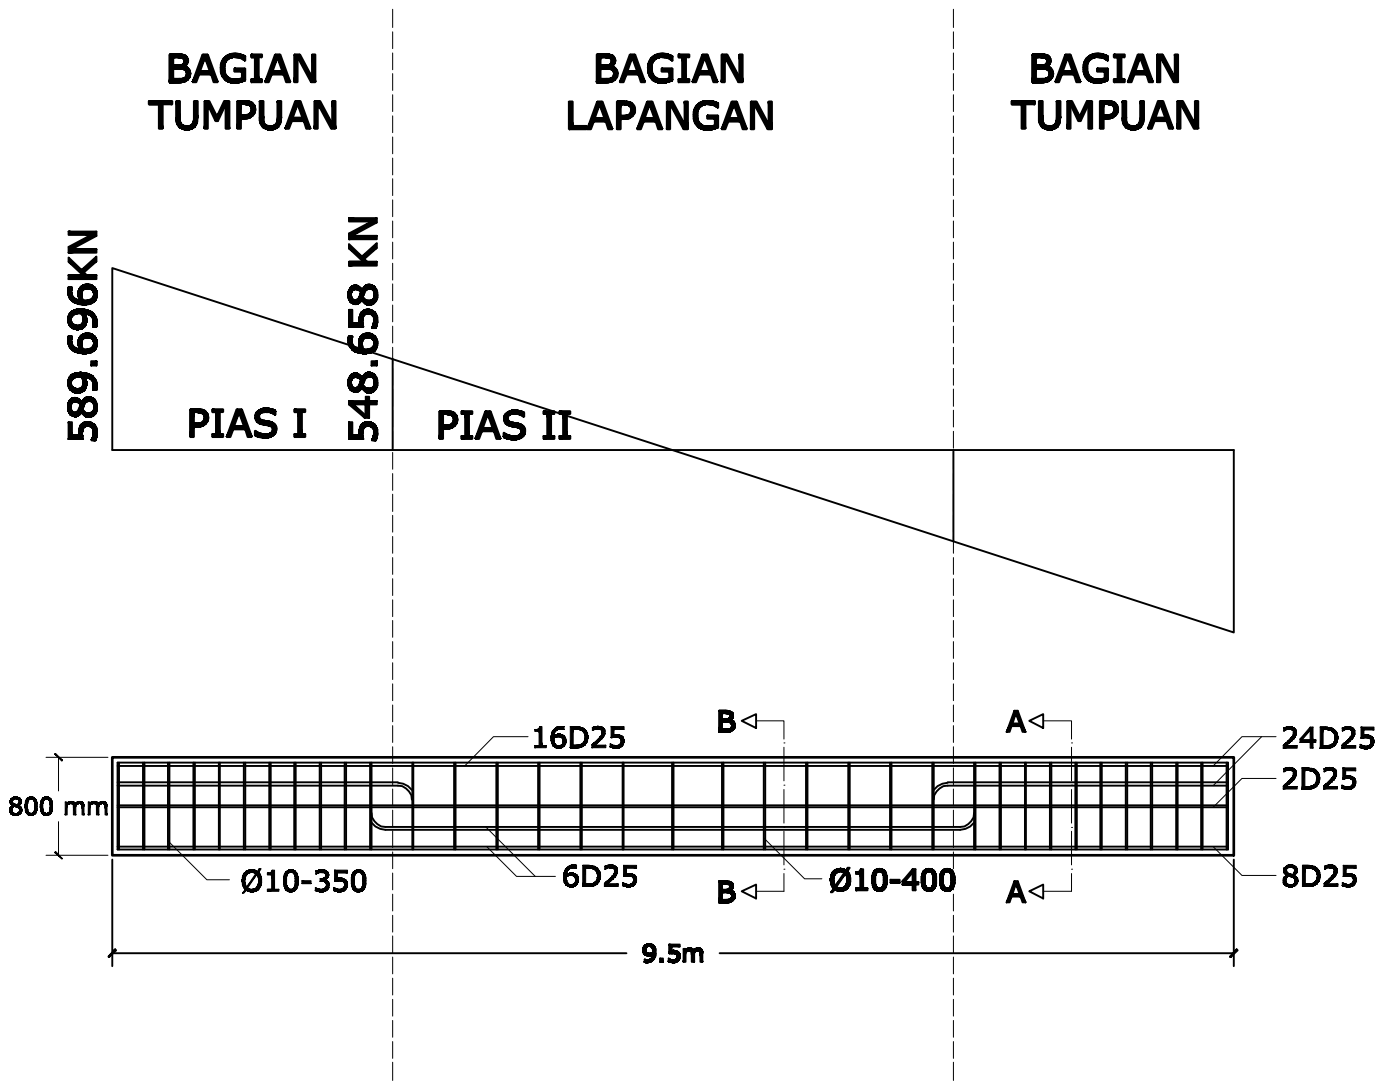 BAGIAN
TUMPUAN
BAGIAN
LAPANGAN
BAGIAN
TUMPUAN
589.696KN
548.658 KN
PIAS I
PIAS II
B
A
16D25
24D25
2D25
800 mm
Ø10-350
6D25
B
Ø10-400
A
8D25
9.5m